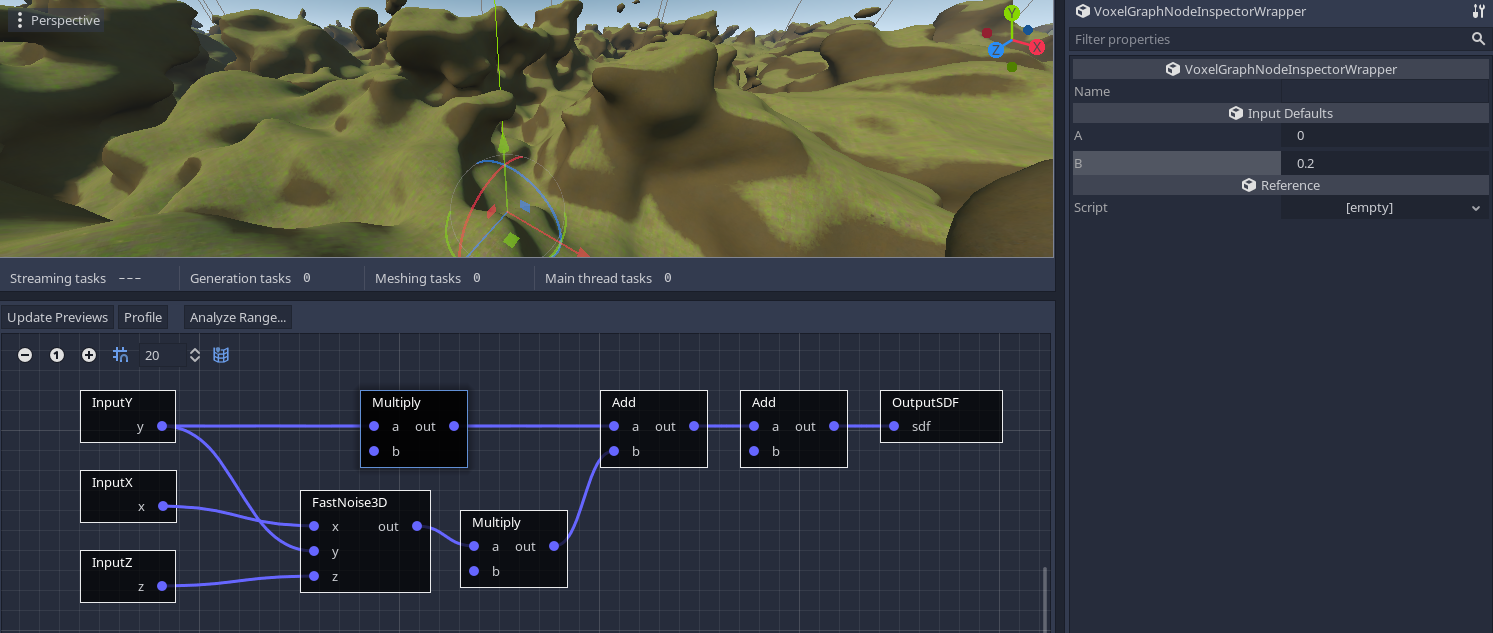 Perspective
Y
Z
X
Streaming tasks ---
Generation tasks 0
Meshing tasks 0
Main thread tasks 0
Update Previews
Profile
Analyze Range...
1
20
InputY
y
Multiply
a out
b
Add
a out
b
Add
a out
b
OutputSDF
sdf
InputX
x
FastNoise3D
x out
y
z
Multiply
a out
b
InputZ
z
VoxelGraphNodeInspectorWrapper
Filter properties
VoxelGraphNodeInspectorWrapper
Name
Input Defaults
A 0
B 0.2
Reference
Script [empty]